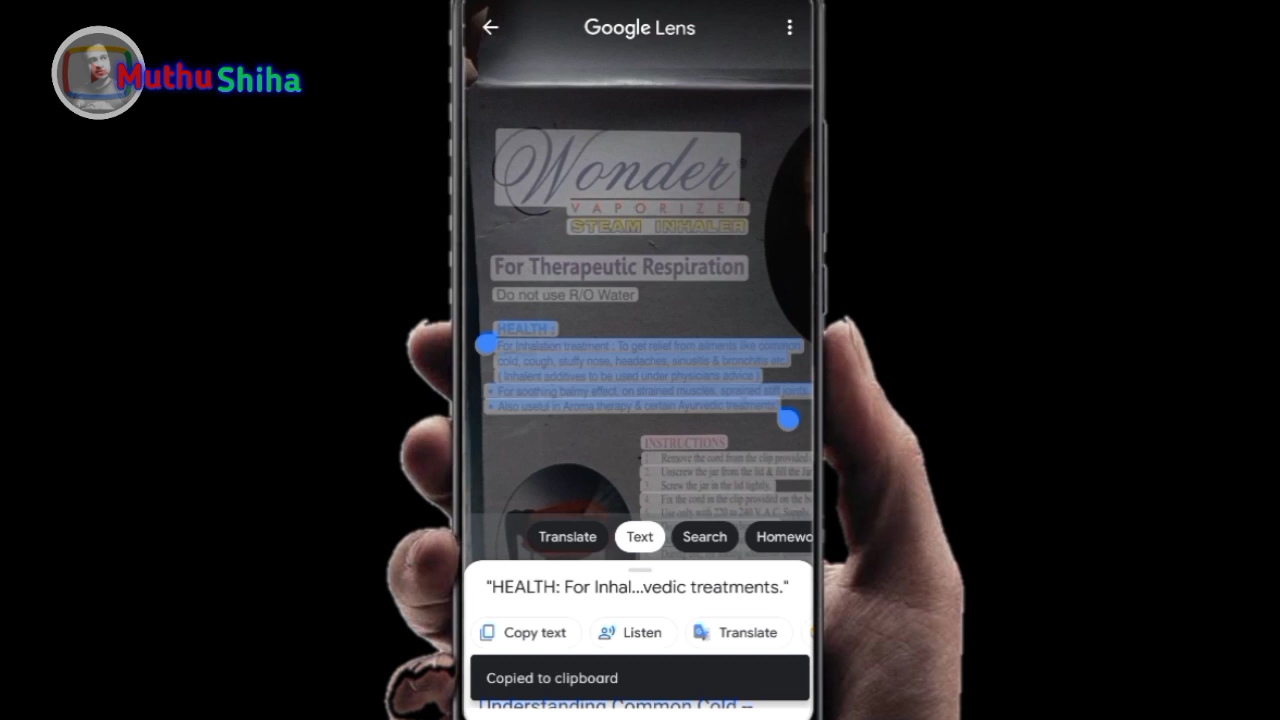 Muthu Shiha
Google Lens
Wonder®
VAPORIZER
STEAM INHALER
For Therapeutic Respiration
Do not use R/O Water
HEALTH :
For Inhalation treatment : To get relief from ailments like common
cold, cough, stuffy nose, headaches, sinusitis & bronchitis etc.
( Inhalent additives to be used under physicians advice )
• For soothing balmy effect, on strained muscles, sprained stiff joints
• Also useful in Aroma therapy & certain Ayurvedic treatments.
INSTRUCTIONS
1. Remove the cord from the clip provided
2. Unscrew the jar from the lid & fill the jar
3. Screw the jar in the lid tightly.
4. Fix the cord in the clip provided on the
5. Use only with 220 to 240 V.A.C. Supply.
Translate
Text
Search
Homewo
"HEALTH: For Inhal...vedic treatments."
Copy text
Listen
Translate
Copied to clipboard
Understanding Common Cold --